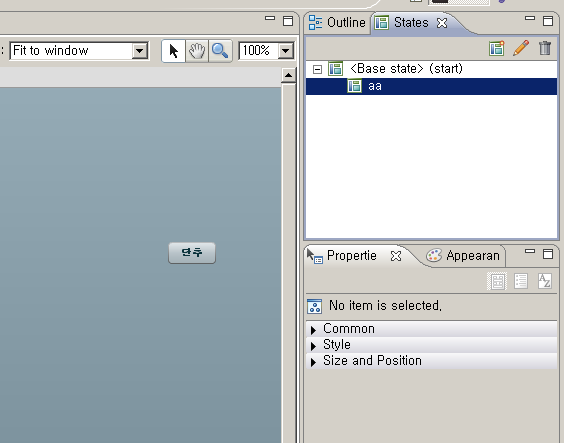 : Fit to window
100%
Outline
States
<Base state> (start)
aa
단추
Propertie
Appearan
No item is selected.
Common
Style
Size and Position